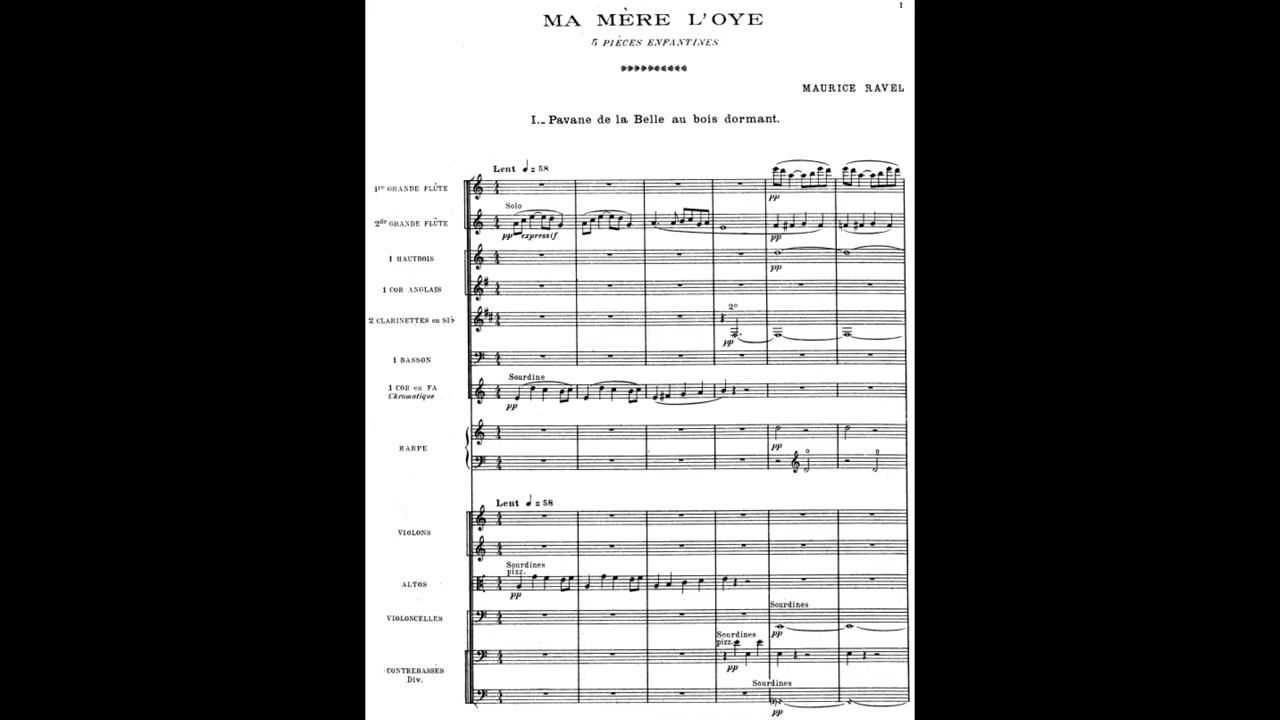 1
MA MÈRE L'OYE
5 PIÈCES ENFANTINES
MAURICE RAVEL
I._ Pavane de la Belle au bois dormant.
Lent ♩= 58
1re GRANDE FLÛTE
Solo
2de GRANDE FLÛTE
pp expressif
pp
pp
1 HAUTBOIS
pp
1 COR ANGLAIS
2º
2 CLARINETTES en SI♭
pp
1 BASSON
Sourdine
1 COR en FA
Chromatique
pp
HARPE
pp
Lent ♩= 58
VIOLONS
Sourdines
pizz.
ALTOS
pp
Sourdines
VIOLONCELLES
pp
Sourdines
pizz.
pp
CONTREBASSES
Div.
Sourdines
pp